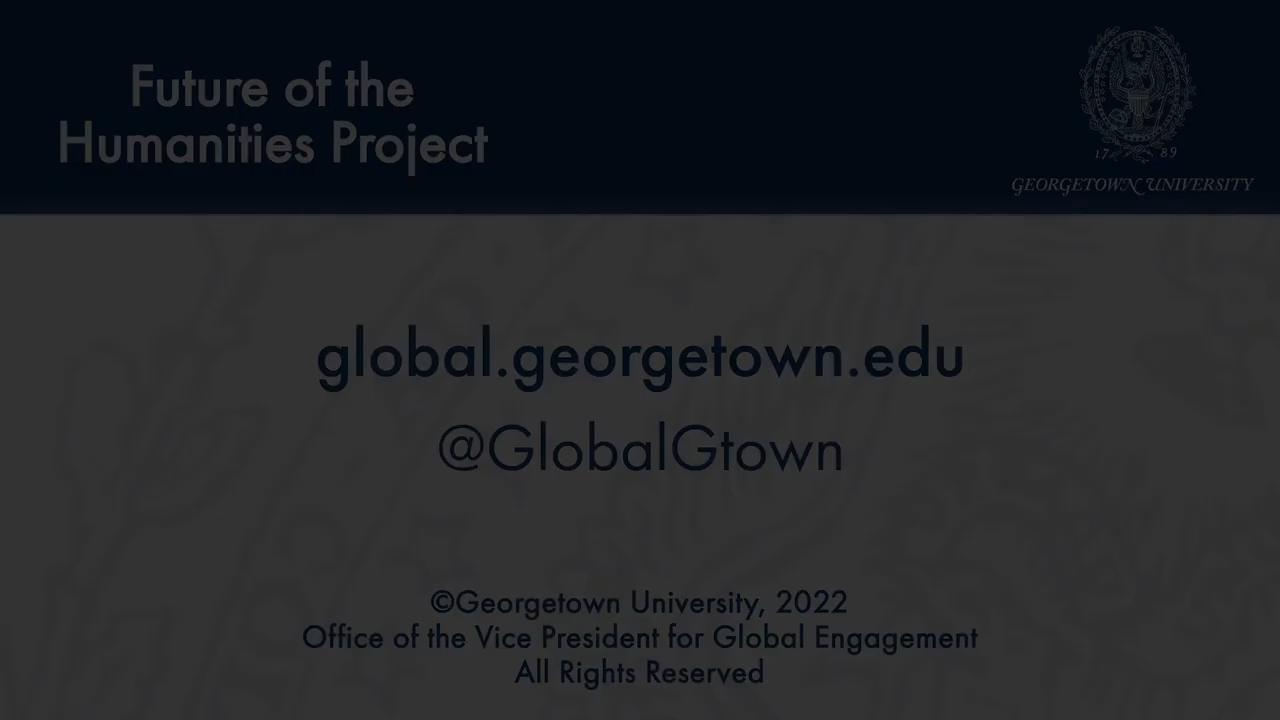 Future of the
Humanities Project
17 89
GEORGETOWN UNIVERSITY
global.georgetown.edu
@GlobalGtown
©Georgetown University, 2022
Office of the Vice President for Global Engagement
All Rights Reserved